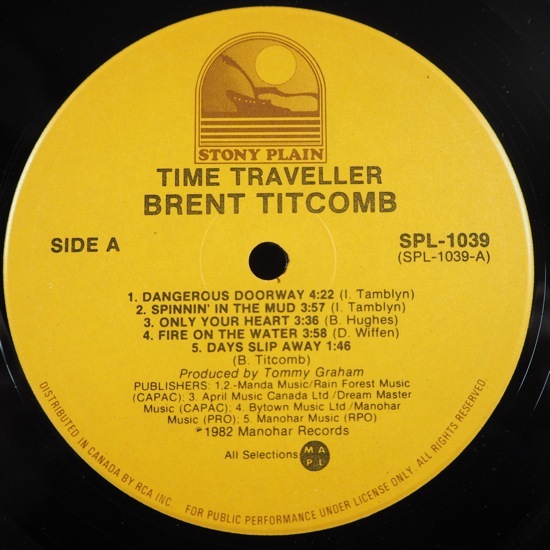 STONY PLAIN
TIME TRAVELLER
BRENT TITCOMB
SIDE A
SPL-1039
(SPL-1039-A)
1. DANGEROUS DOORWAY 4:22 (I. Tamblyn)
2. SPINNIN' IN THE MUD 3:57 (I. Tamblyn)
3. ONLY YOUR HEART 3:36 (B. Hughes)
4. FIRE ON THE WATER 3:58 (D. Wiffen)
5. DAYS SLIP AWAY 1:46
(B. Titcomb)
Produced by Tommy Graham
PUBLISHERS: 1.2.-Manda Music/Rain Forest Music
(CAPAC); 3. April Music Canada Ltd./Dream Master
Music (CAPAC); 4. Bytown Music Ltd./Manohar
Music (PRO); 5. Manohar Music (RPO)
℗1982 Manohar Records
All Selections MAPL
DISTRIBUTED IN CANADA BY RCA INC. FOR PUBLIC PERFORMANCE UNDER LICENSE ONLY. ALL RIGHTS RESERVED.